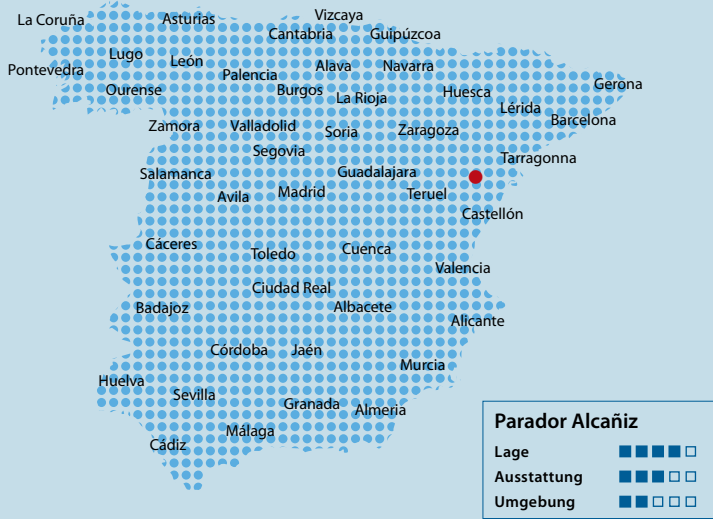 Vizcaya
La Coruña Asturias
Cantabria Guipúzcoa
Lugo León
Pontevedra Palencia Alava Navarra
Ourense Burgos La Rioja Huesca Gerona
Lérida
Zamora Valladolid Soria Zaragoza Barcelona
Segovia Tarragonna
Salamanca Guadalajara
Avila Madrid Teruel
Castellón
Cáceres Toledo Cuenca
Valencia
Ciudad Real
Badajoz Albacete
Alicante
Córdoba Jaén
Murcia
Huelva
Sevilla Granada Almeria
Málaga
Cádiz
Parador Alcañiz
Lage
Ausstattung
Umgebung